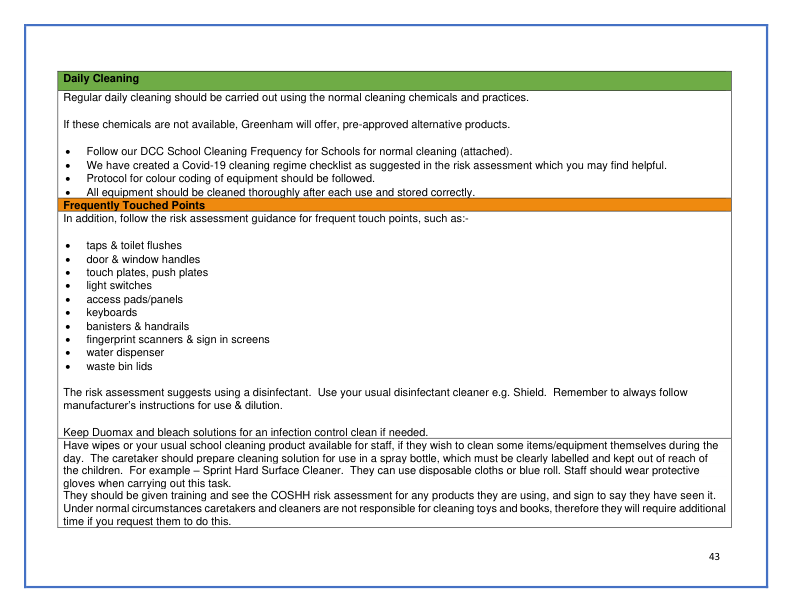 Daily Cleaning
Regular daily cleaning should be carried out using the normal cleaning chemicals and practices.
If these chemicals are not available, Greenham will offer, pre-approved alternative products.
• Follow our DCC School Cleaning Frequency for Schools for normal cleaning (attached).
• We have created a Covid-19 cleaning regime checklist as suggested in the risk assessment which you may find helpful.
• Protocol for colour coding of equipment should be followed.
• All equipment should be cleaned thoroughly after each use and stored correctly.
Frequently Touched Points
In addition, follow the risk assessment guidance for frequent touch points, such as:-
• taps & toilet flushes
• door & window handles
• touch plates, push plates
• light switches
• access pads/panels
• keyboards
• banisters & handrails
• fingerprint scanners & sign in screens
• water dispenser
• waste bin lids
The risk assessment suggests using a disinfectant.  Use your usual disinfectant cleaner e.g. Shield.  Remember to always follow
manufacturer's instructions for use & dilution.
Keep Duomax and bleach solutions for an infection control clean if needed.
Have wipes or your usual school cleaning product available for staff, if they wish to clean some items/equipment themselves during the
day.  The caretaker should prepare cleaning solution for use in a spray bottle, which must be clearly labelled and kept out of reach of
the children.  For example – Sprint Hard Surface Cleaner.  They can use disposable cloths or blue roll. Staff should wear protective
gloves when carrying out this task.
They should be given training and see the COSHH risk assessment for any products they are using, and sign to say they have seen it.
Under normal circumstances caretakers and cleaners are not responsible for cleaning toys and books, therefore they will require additional
time if you request them to do this.
43